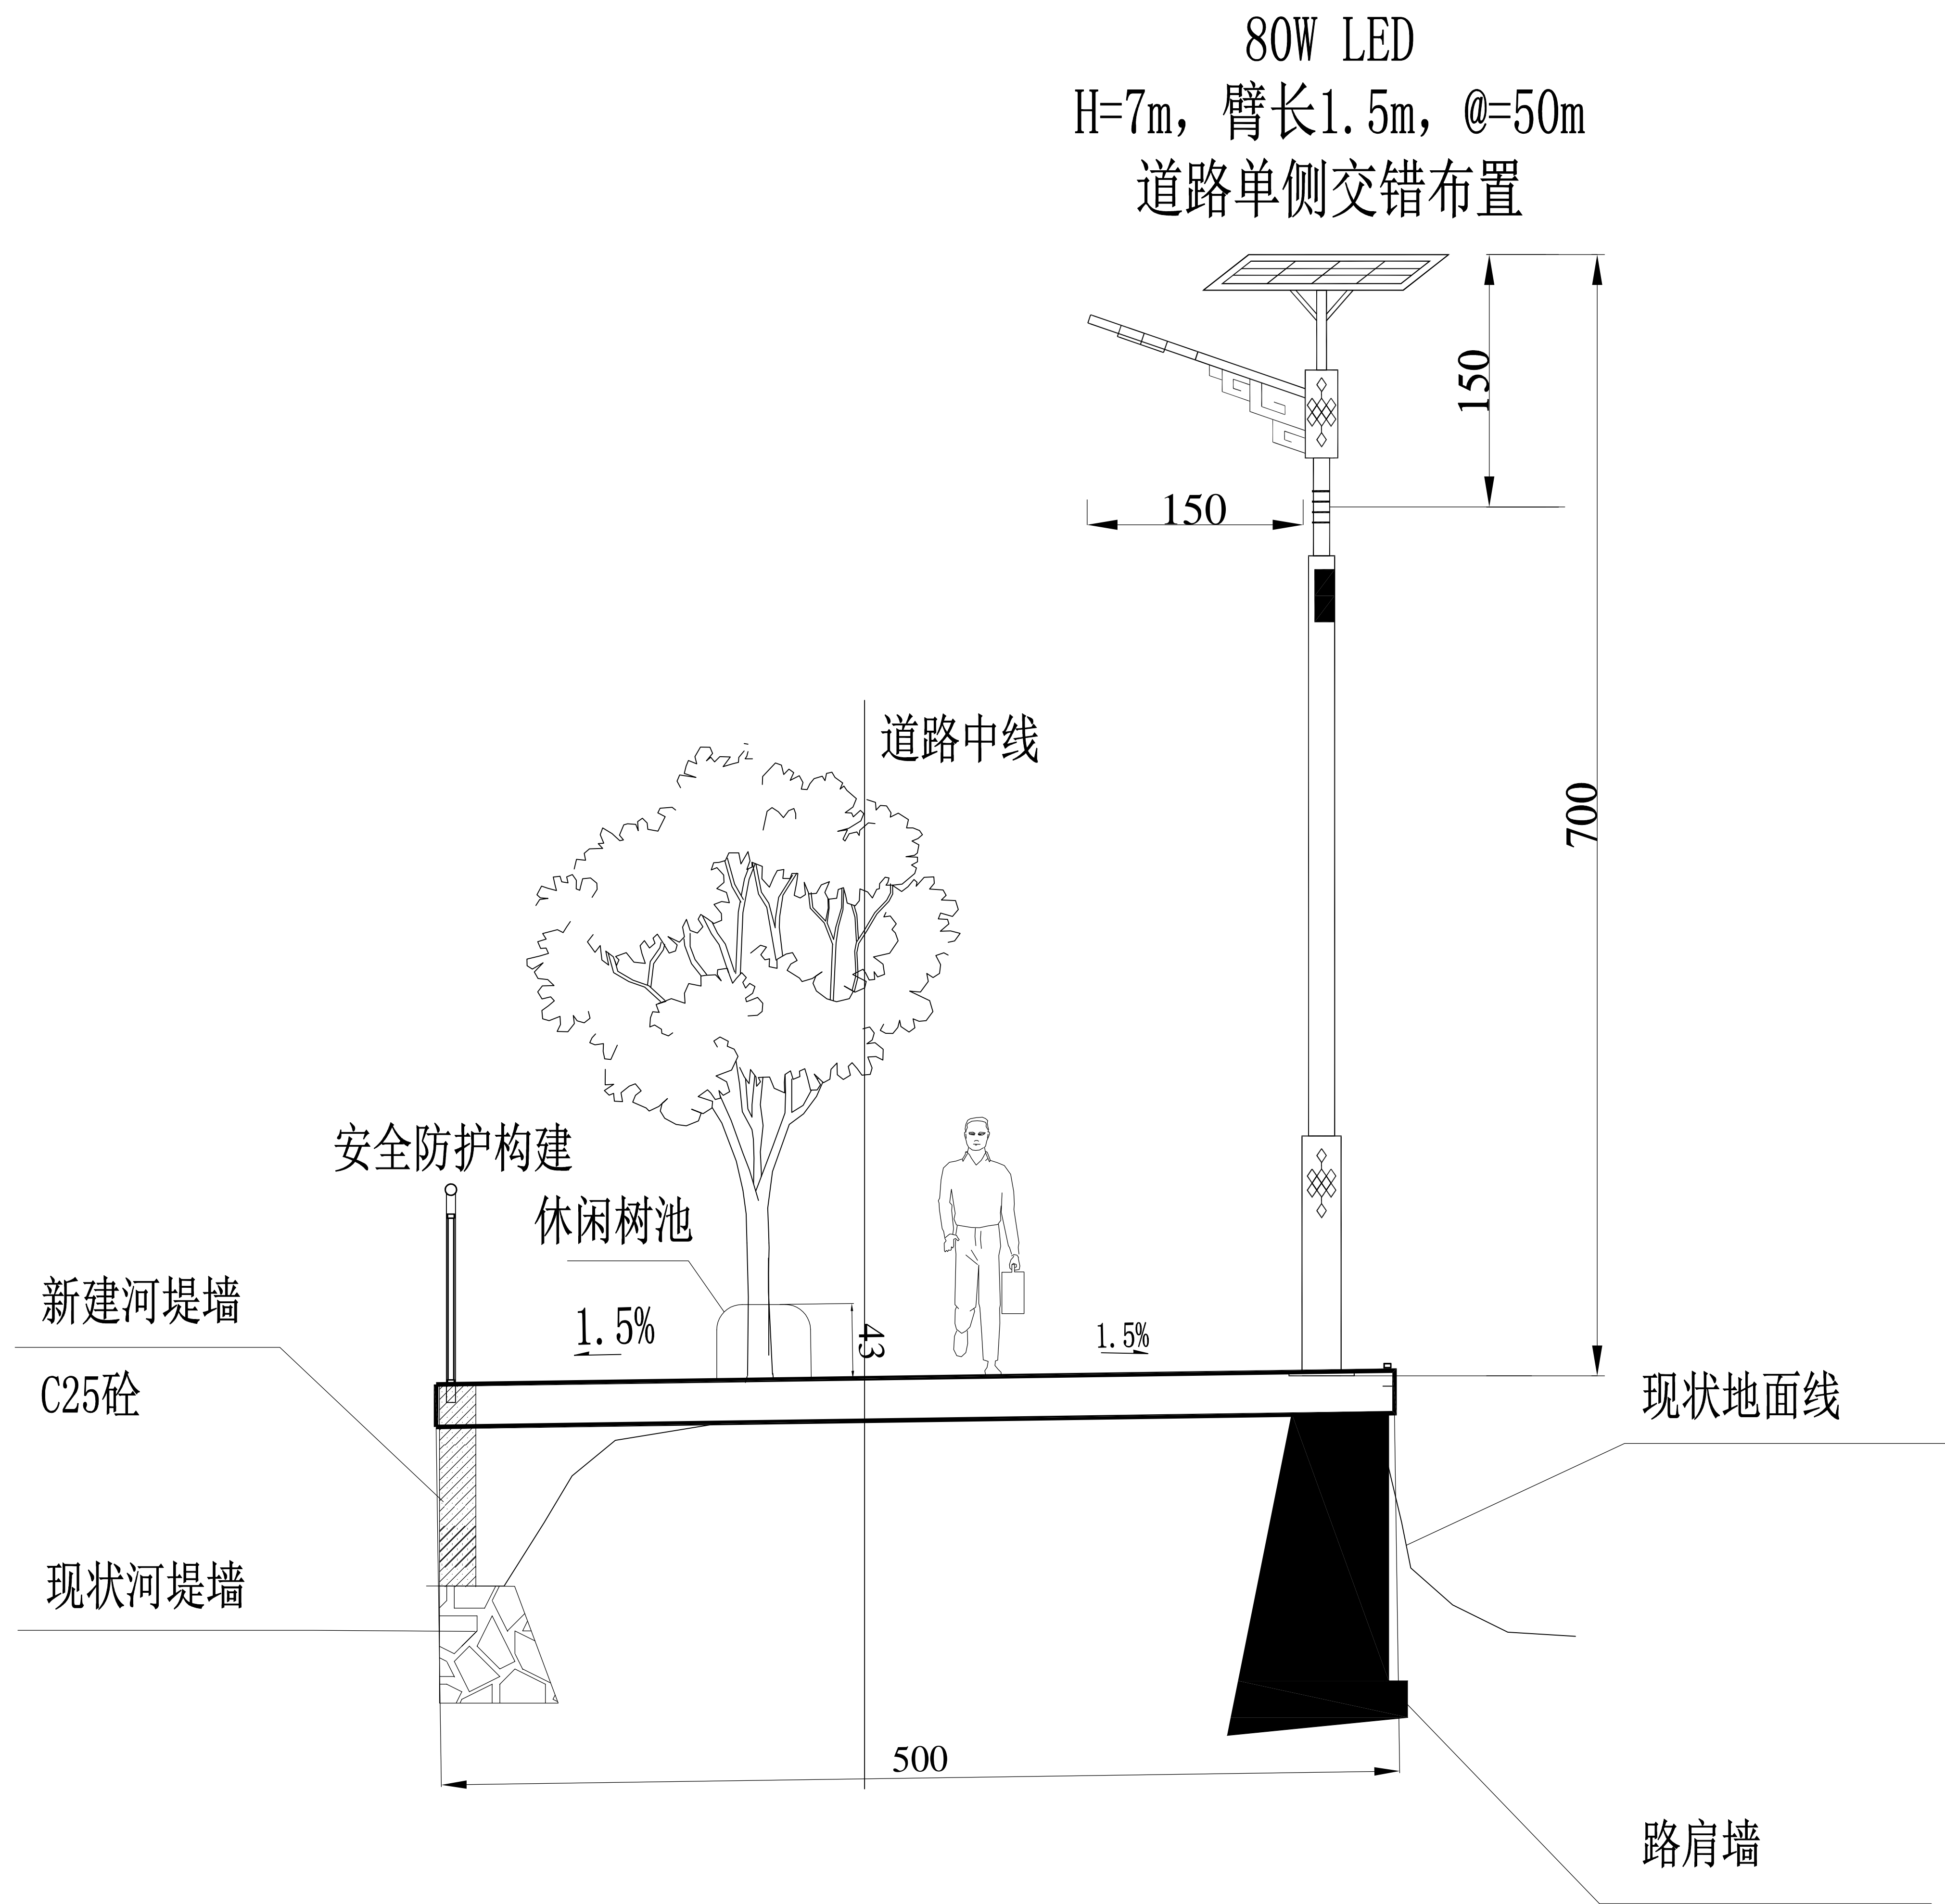 80W LED
H=7m，臂长1.5m，@=50m
道路单侧交错布置
150
150
700
道路中线
安全防护构建
休闲树池
新建河堤墙
1.5%
43
1.5%
C25砼
现状地面线
现状河堤墙
500
路肩墙